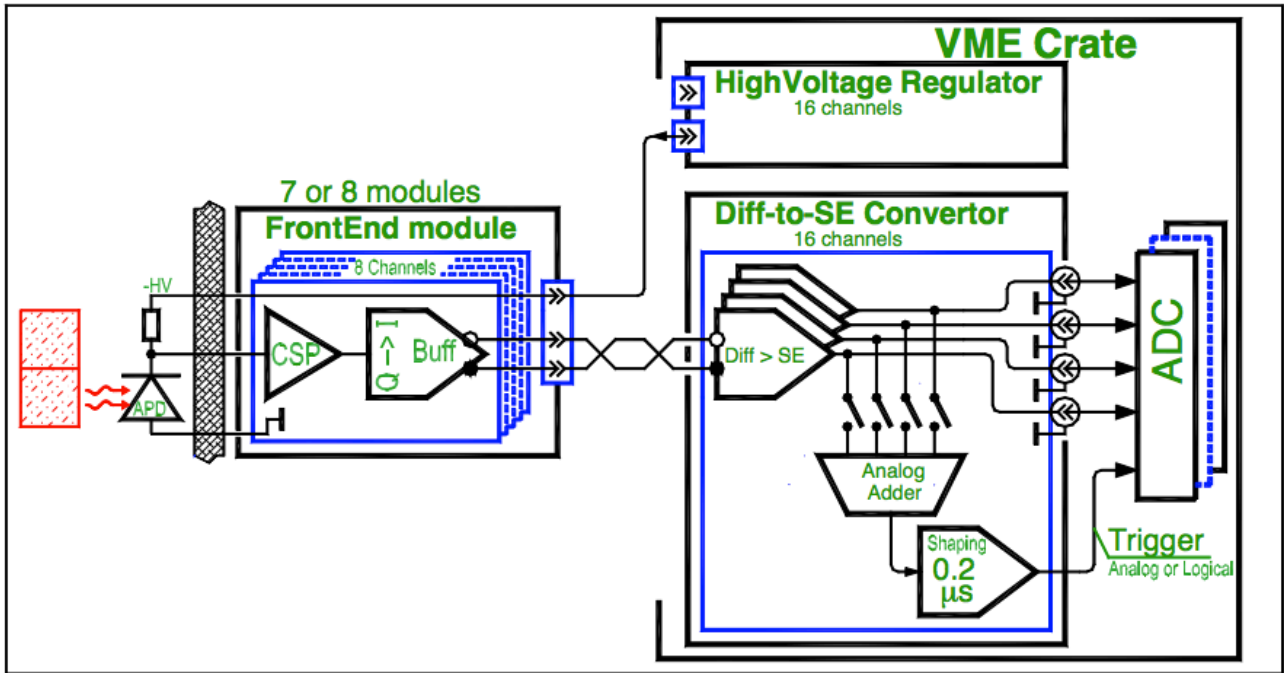 VME Crate
HighVoltage Regulator
16 channels
7 or 8 modules
FrontEnd module
8 Channels
-HV
CSP
Q -^- I
Buff
APD
Diff-to-SE Convertor
16 channels
Diff > SE
Analog
Adder
Shaping
0.2
μs
ADC
Trigger
Analog or Logical